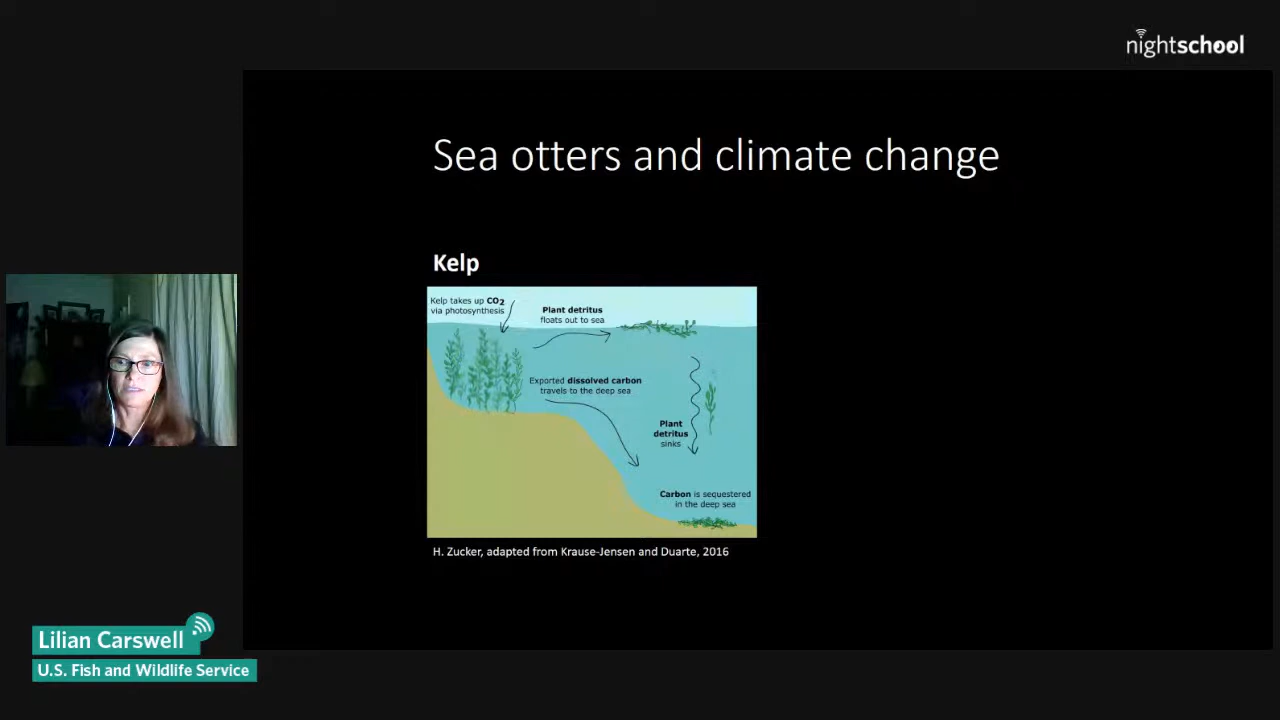 nightschool
Sea otters and climate change
Kelp
Kelp takes up CO2
via photosynthesis
Plant detritus
floats out to sea
Exported dissolved carbon
travels to the deep sea
Plant
detritus
sinks
Carbon is sequestered
in the deep sea
H. Zucker, adapted from Krause-Jensen and Duarte, 2016
Lilian Carswell
U.S. Fish and Wildlife Service